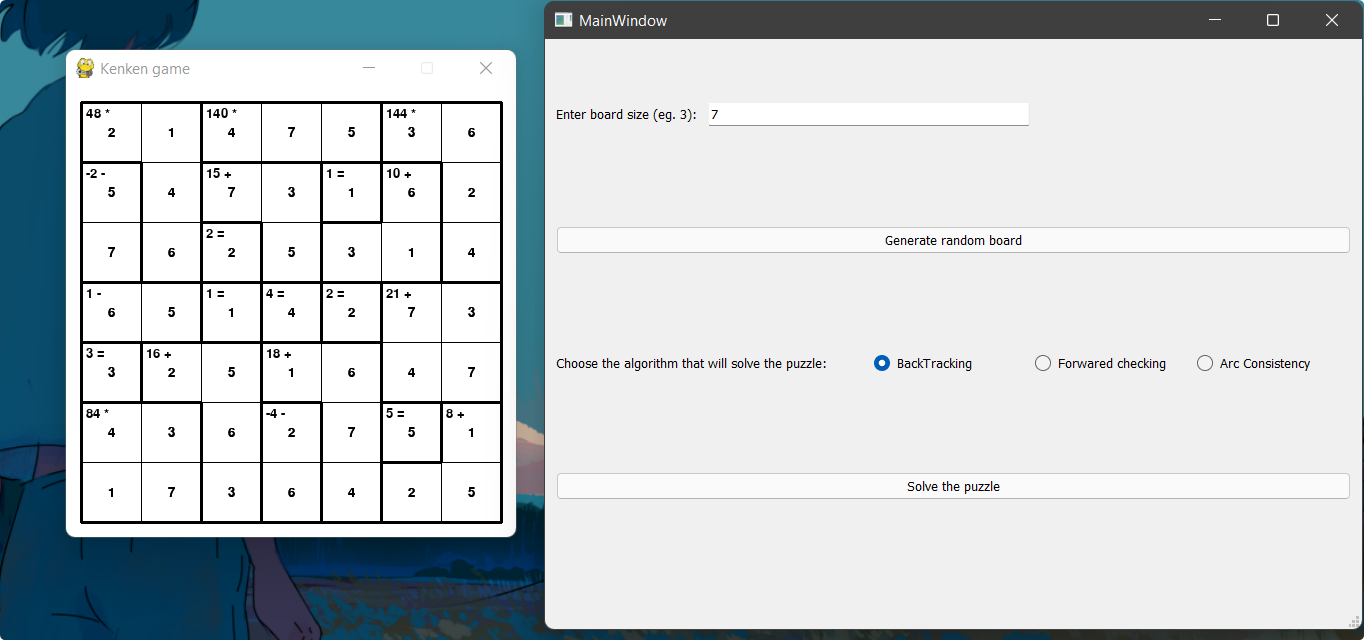 Kenken game
48 * 140 * 144 *
2 1 4 7 5 3 6
-2 - 15 + 1 = 10 +
5 4 7 3 1 6 2
2 =
7 6 2 5 3 1 4
1 - 1 = 4 = 2 = 21 +
6 5 1 4 2 7 3
3 = 16 + 18 +
3 2 5 1 6 4 7
84 * -4 - 5 = 8 +
4 3 6 2 7 5 1
1 7 3 6 4 2 5
MainWindow
Enter board size (eg. 3): 7
Generate random board
Choose the algorithm that will solve the puzzle: BackTracking Forwared checking Arc Consistency
Solve the puzzle